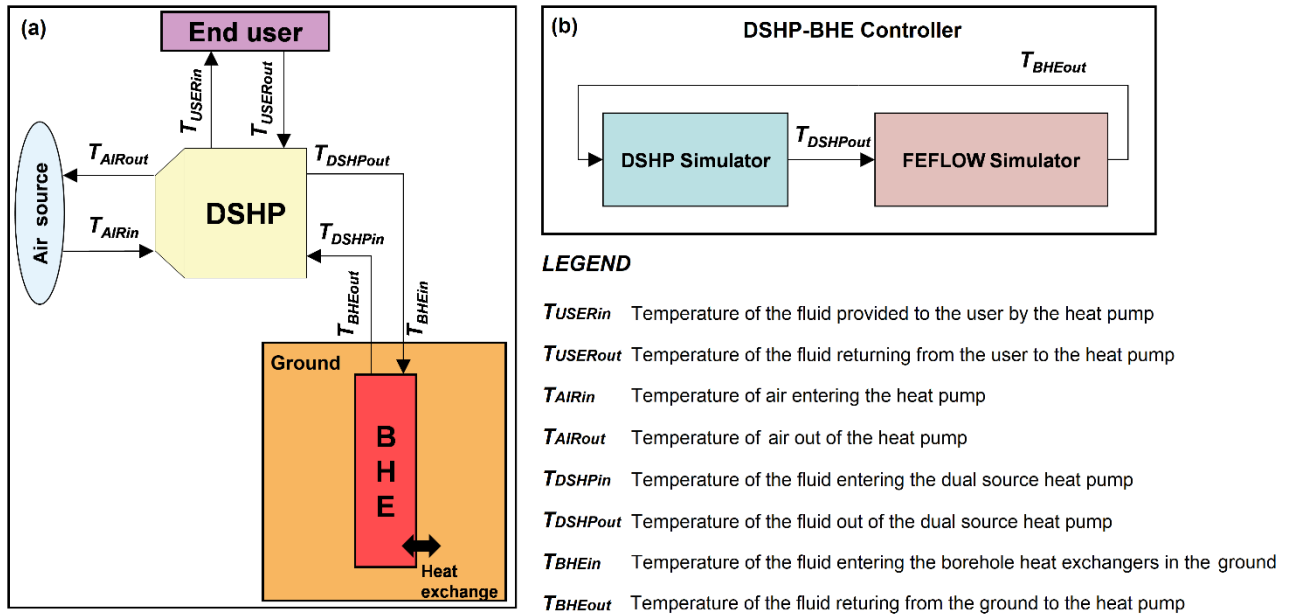 (a)
End user
TUSERin
TUSERout
TAIRout
TDSHPout
Air source
DSHP
TAIRin
TDSHPin
TBHEout
TBHEin
Ground
B
H
E
Heat
exchange
(b)
DSHP-BHE Controller
TBHEout
DSHP Simulator
TDSHPout
FEFLOW Simulator
LEGEND
TUSERin Temperature of the fluid provided to the user by the heat pump
TUSERout Temperature of the fluid returning from the user to the heat pump
TAIRin Temperature of air entering the heat pump
TAIRout Temperature of air out of the heat pump
TDSHPin Temperature of the fluid entering the dual source heat pump
TDSHPout Temperature of the fluid out of the dual source heat pump
TBHEin Temperature of the fluid entering the borehole heat exchangers in the ground
TBHEout Temperature of the fluid returing from the ground to the heat pump